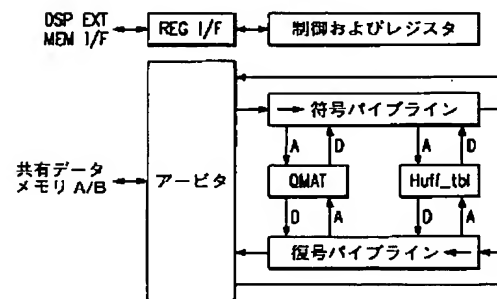 DSP EXT
MEM I/F
REG I/F
制御およびレジスタ
符号パイプライン
A
D
A
D
共有データ
メモリ A/B
アービタ
QMAT
Huff_tbl
D
A
D
A
復号パイプライン